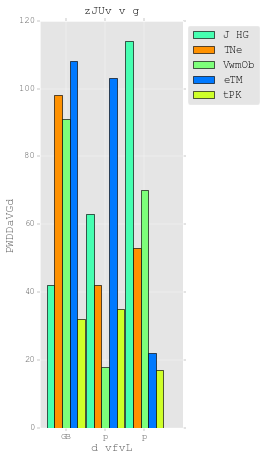 zJUv v g
120
100
80
60
40
20
0
PWDDaVGd
GB p p
d vfvL
J HG
TNe
VwmOb
eTM
tPK